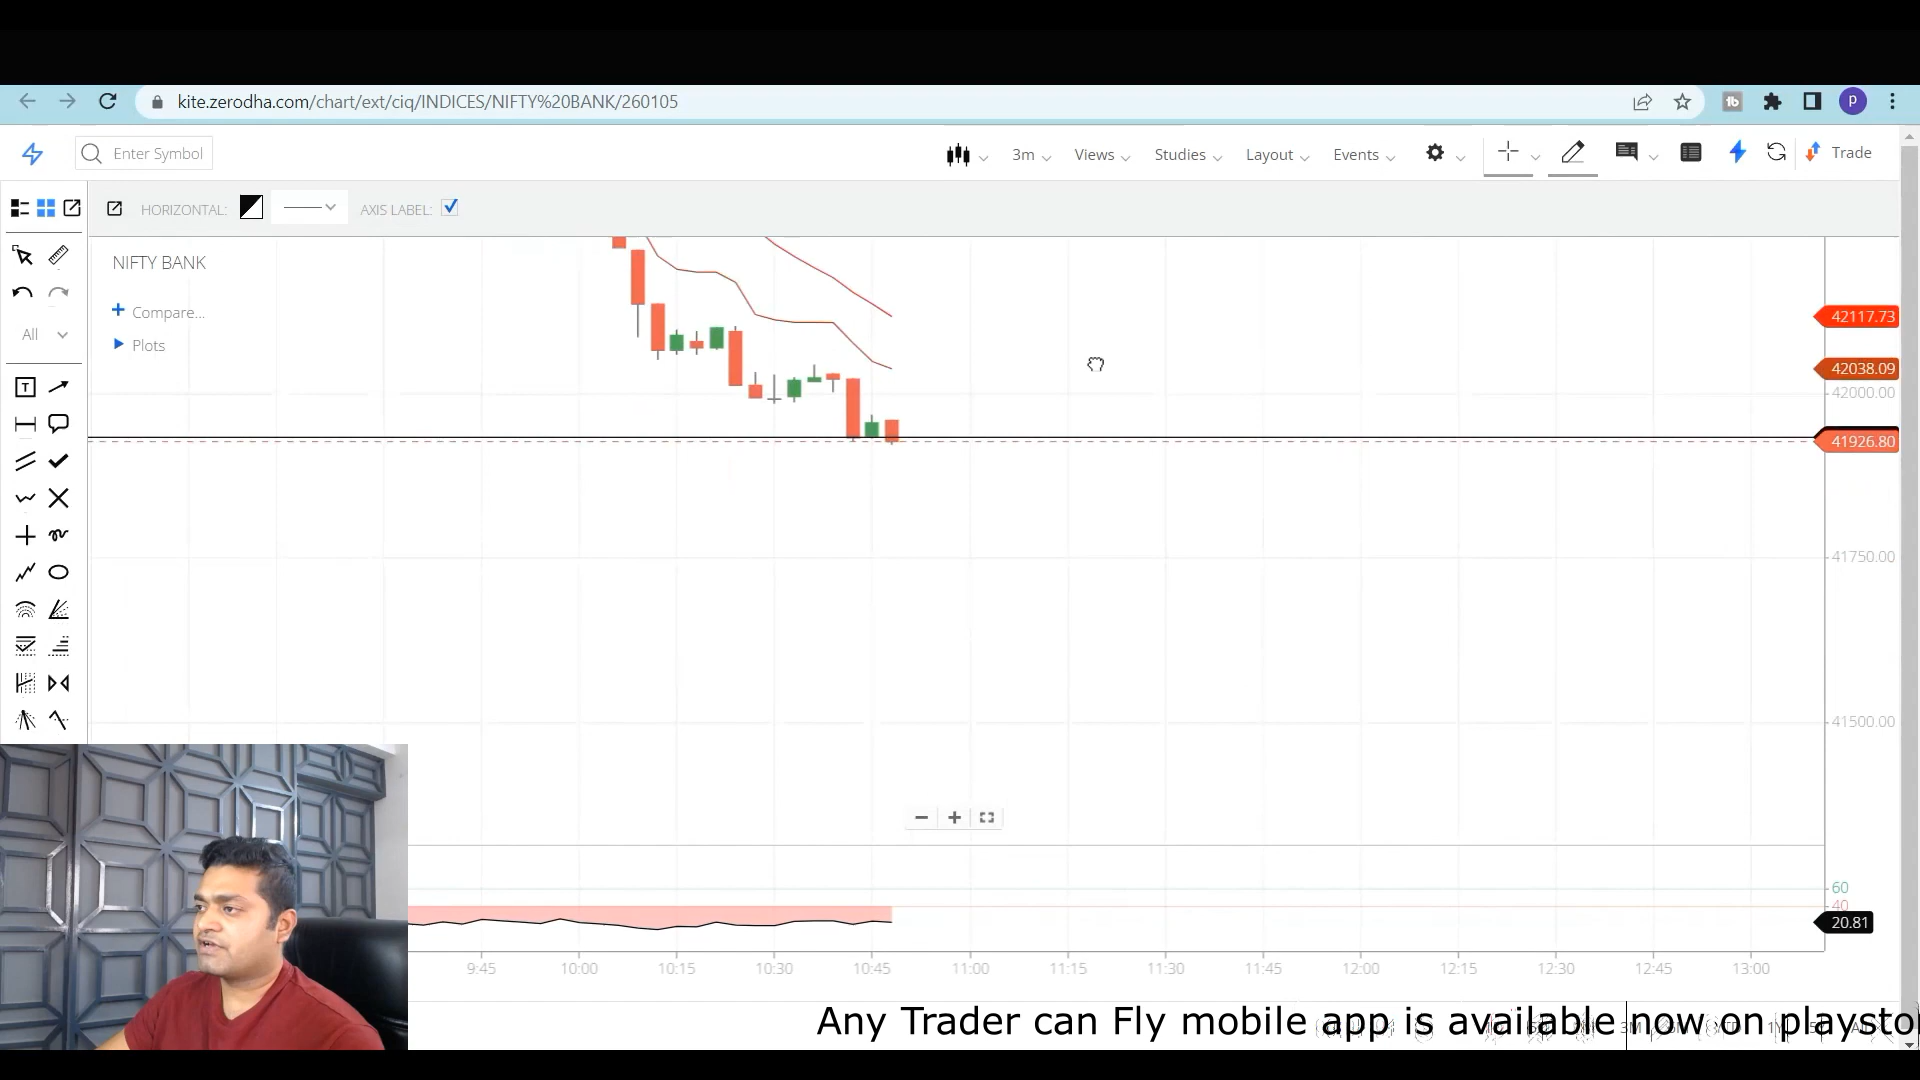 kite.zerodha.com/chart/ext/ciq/INDICES/NIFTY%20BANK/260105
tb
p
Enter Symbol
3m
Views
Studies
Layout
Events
Trade
HORIZONTAL:
AXIS LABEL:
NIFTY BANK
+ Compare...
Plots
All
T
42117.73
42038.09
42000.00
41926.80
41750.00
41500.00
60
40
20.81
9:45 10:00 10:15 10:30 10:45 11:00 11:15 11:30 11:45 12:00 12:15 12:30 12:45 13:00
Any Trader can Fly mobile app is available now on playsto